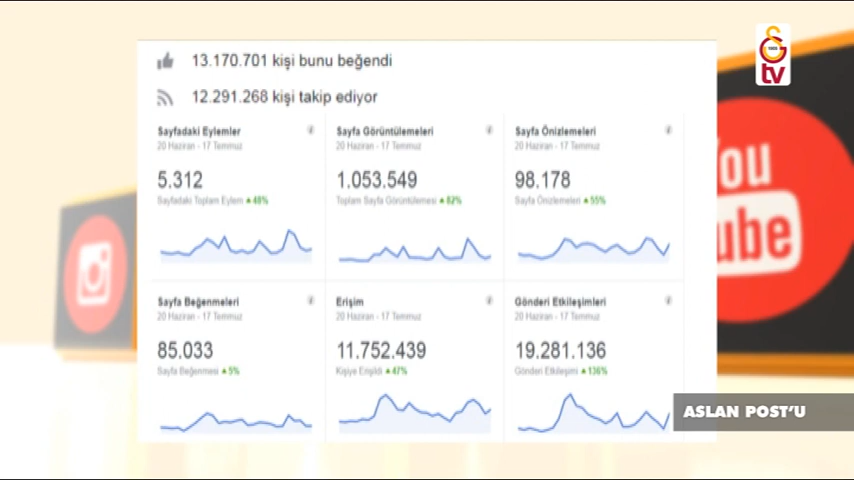 13.170.701 kişi bunu beğendi
12.291.268 kişi takip ediyor
Sayfadaki Eylemler
20 Haziran - 17 Temmuz
5.312
Sayfadaki Toplam Eylem ▲48%
Sayfa Görüntülemeleri
20 Haziran - 17 Temmuz
1.053.549
Toplam Sayfa Görüntülemesi ▲82%
Sayfa Önizlemeleri
20 Haziran - 17 Temmuz
98.178
Sayfa Önizlemeleri ▲55%
Sayfa Beğenmeleri
20 Haziran - 17 Temmuz
85.033
Sayfa Beğenmesi ▲5%
Erişim
20 Haziran - 17 Temmuz
11.752.439
Kişiye Erişildi ▲47%
Gönderi Etkileşimleri
20 Haziran - 17 Temmuz
19.281.136
Gönderi Etkileşimi ▲136%
tv
You
Tube
ASLAN POST'U